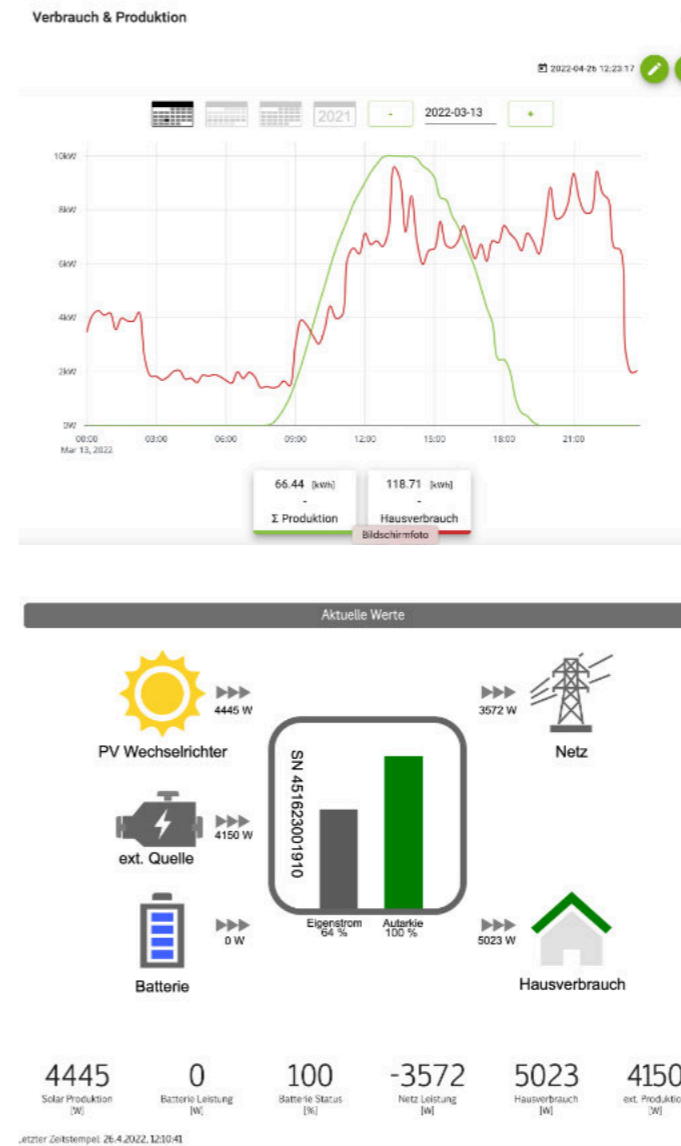 Verbrauch & Produktion
2022-04-26 12:23:17
2021 - 2022-03-13 +
10kW
8kW
6kW
4kW
2kW
0W
00:00 03:00 06:00 09:00 12:00 15:00 18:00 21:00
Mar 13, 2022
66.44 [kWh] 118.71 [kWh]
- -
Σ Produktion Hausverbrauch
Bildschirmfoto
Aktuelle Werte
4445 W
3572 W
PV Wechselrichter
Netz
SN 451623001910
4150 W
ext. Quelle
Eigenstrom Autarkie
64 % 100 %
0 W
5023 W
Batterie
Hausverbrauch
4445 0 100 -3572 5023 4150
Solar Produktion Batterie Leistung Batterie Status Netz Leistung Hausverbrauch ext. Produktio
[W] [W] [%] [W] [W] [W]
Letzter Zeitstempel: 26.4.2022, 12:10:41